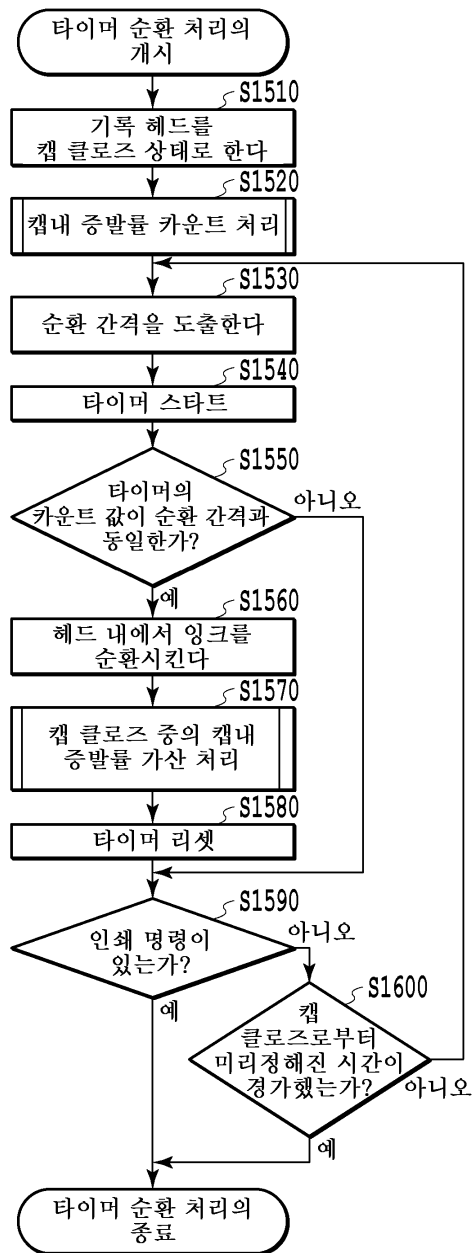 타이머 순환 처리의
개시
S1510
기록 헤드를
캡 클로즈 상태로 한다
S1520
캡내 증발률 카운트 처리
S1530
순환 간격을 도출한다
S1540
타이머 스타트
S1550
타이머의
카운트 값이 순환 간격과
동일한가?
아니오
예
S1560
헤드 내에서 잉크를
순환시킨다
S1570
캡 클로즈 중의 캡내
증발률 가산 처리
S1580
타이머 리셋
S1590
인쇄 명령이
있는가?
아니오
예
S1600
캡
클로즈로부터
미리정해진 시간이
경가했는가?
아니오
예
타이머 순환 처리의
종료